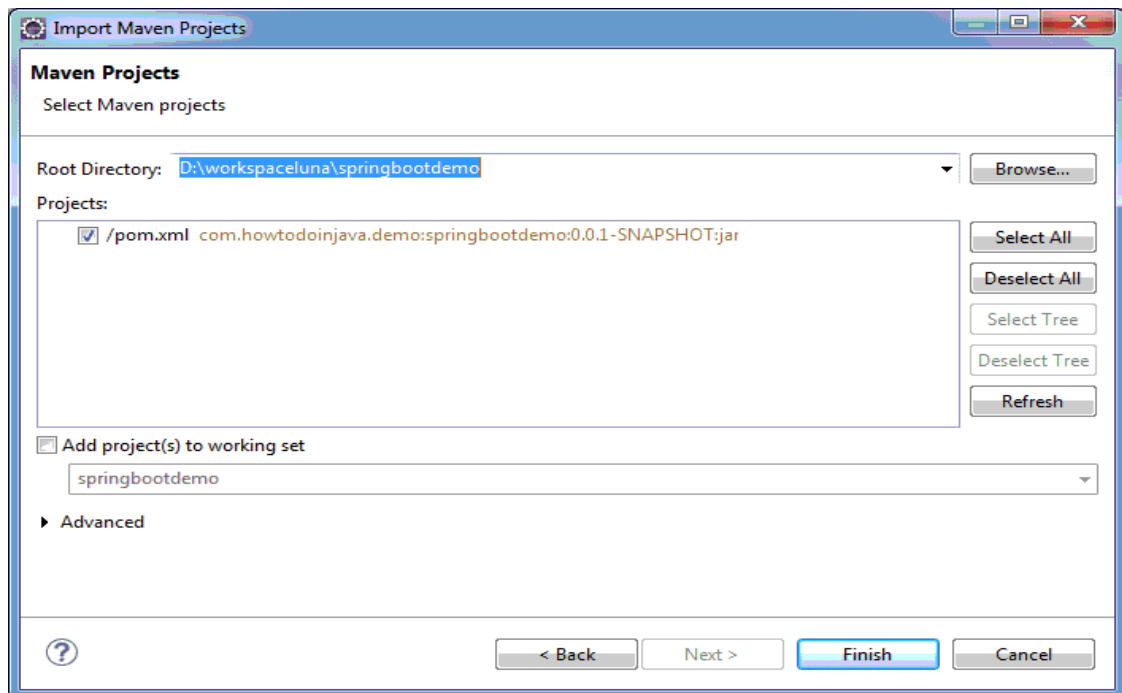 Import Maven Projects
Maven Projects
Select Maven projects
Root Directory: D:\workspaceluna\springbootdemo Browse...
Projects:
/pom.xml com.howtodoinjava.demo:springbootdemo:0.0.1-SNAPSHOT:jar
Select All
Deselect All
Select Tree
Deselect Tree
Refresh
Add project(s) to working set
springbootdemo
Advanced
? < Back Next > Finish Cancel